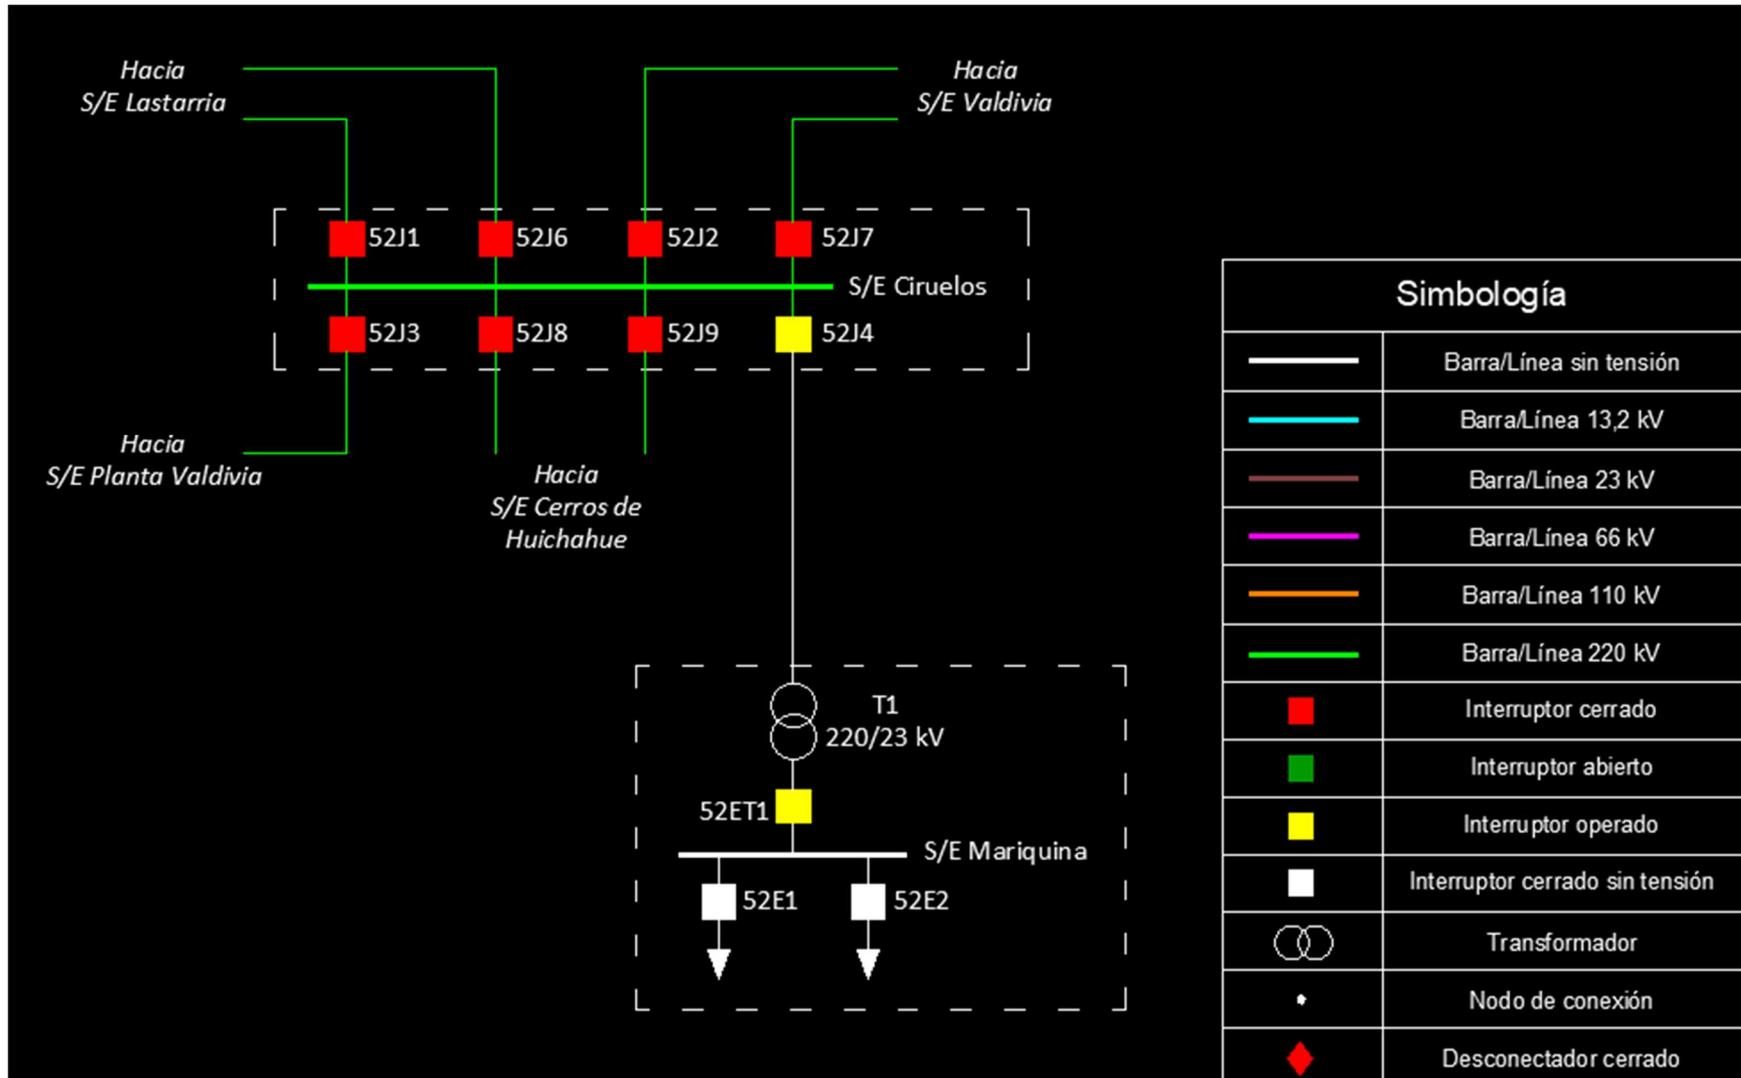 Hacia
S/E Lastarria
Hacia
S/E Valdivia
52J1
52J6
52J2
52J7
S/E Ciruelos
52J3
52J8
52J9
52J4
Hacia
S/E Planta Valdivia
Hacia
S/E Cerros de
Huichahue
T1
220/23 kV
52ET1
S/E Mariquina
52E1
52E2
Simbología
Barra/Línea sin tensión
Barra/Línea 13,2 kV
Barra/Línea 23 kV
Barra/Línea 66 kV
Barra/Línea 110 kV
Barra/Línea 220 kV
Interruptor cerrado
Interruptor abierto
Interruptor operado
Interruptor cerrado sin tensión
Transformador
Nodo de conexión
Desconectador cerrado